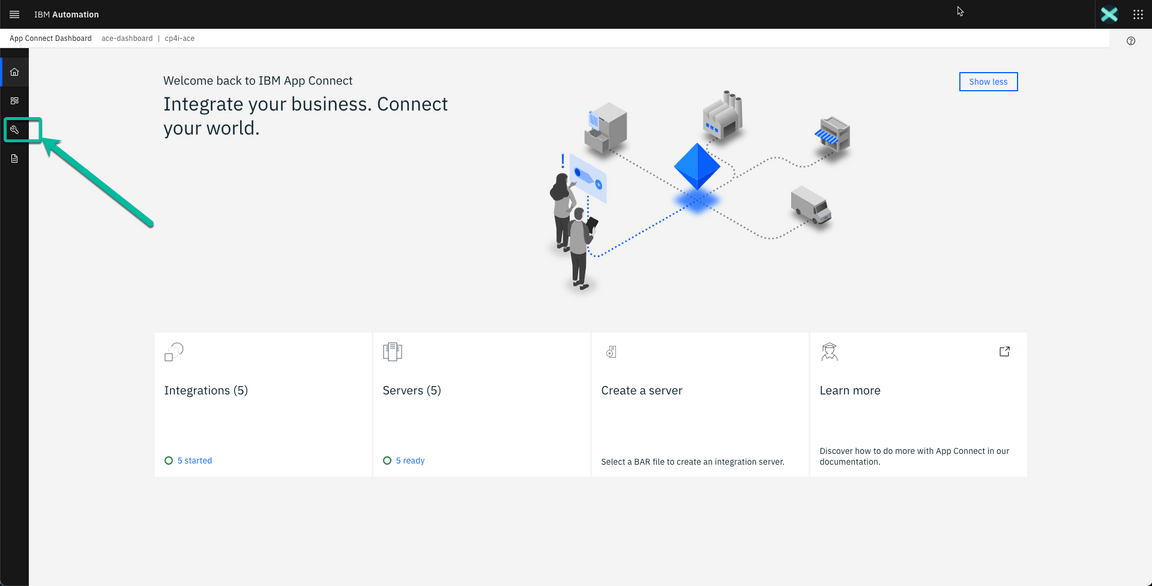 IBM Automation
App Connect Dashboard ace-dashboard | cp4i-ace
Welcome back to IBM App Connect
Show less
Integrate your business. Connect
your world.
!
Integrations (5)
5 started
Servers (5)
5 ready
Create a server
Select a BAR file to create an integration server.
Learn more
Discover how to do more with App Connect in our
documentation.